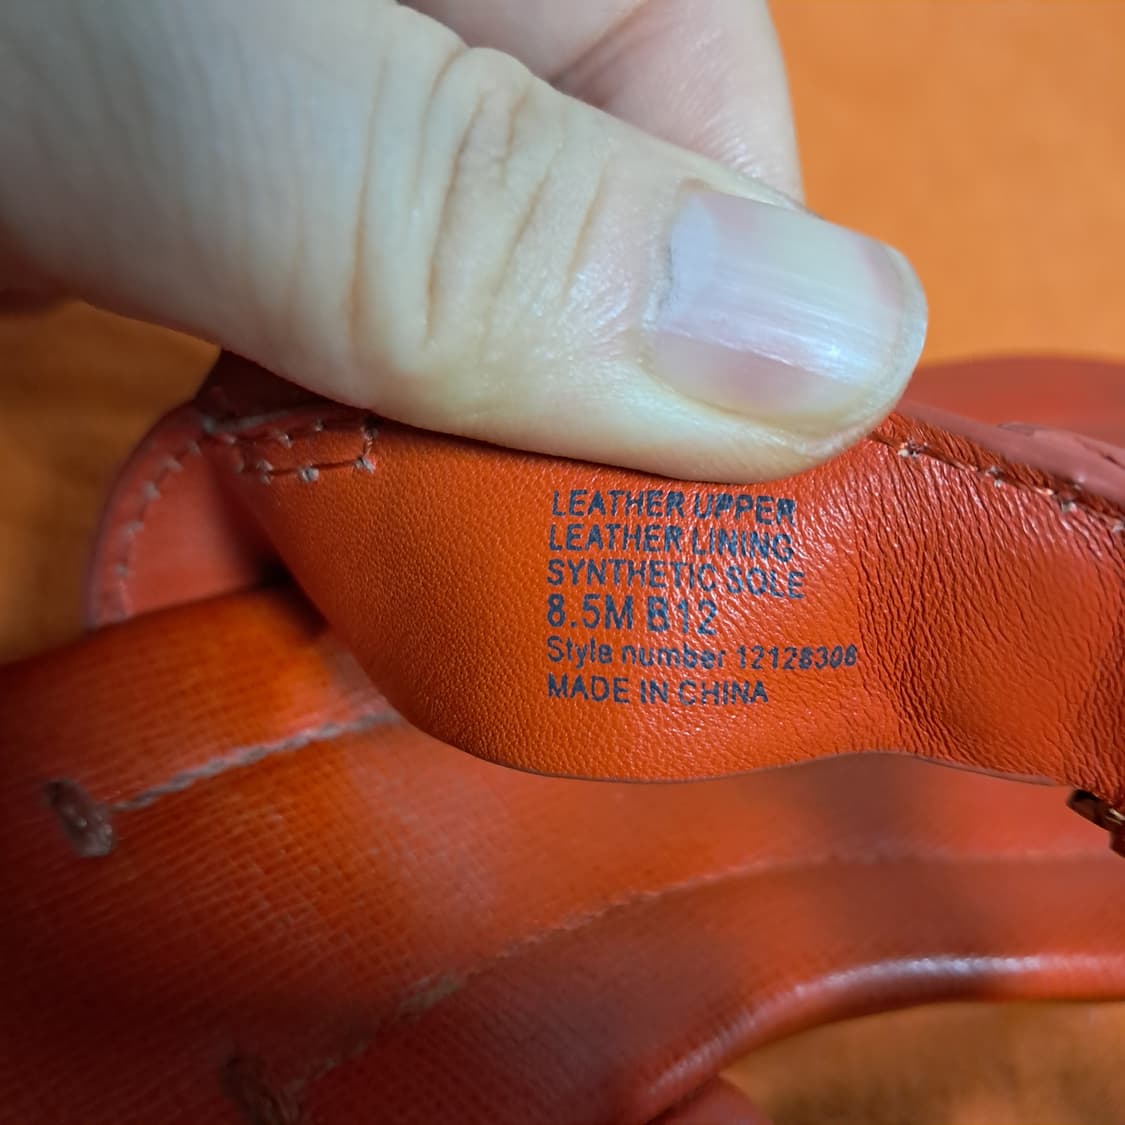 LEATHER UPPER
LEATHER LINING
SYNTHETIC SOLE
8.5M B12
Style number 12128308
MADE IN CHINA